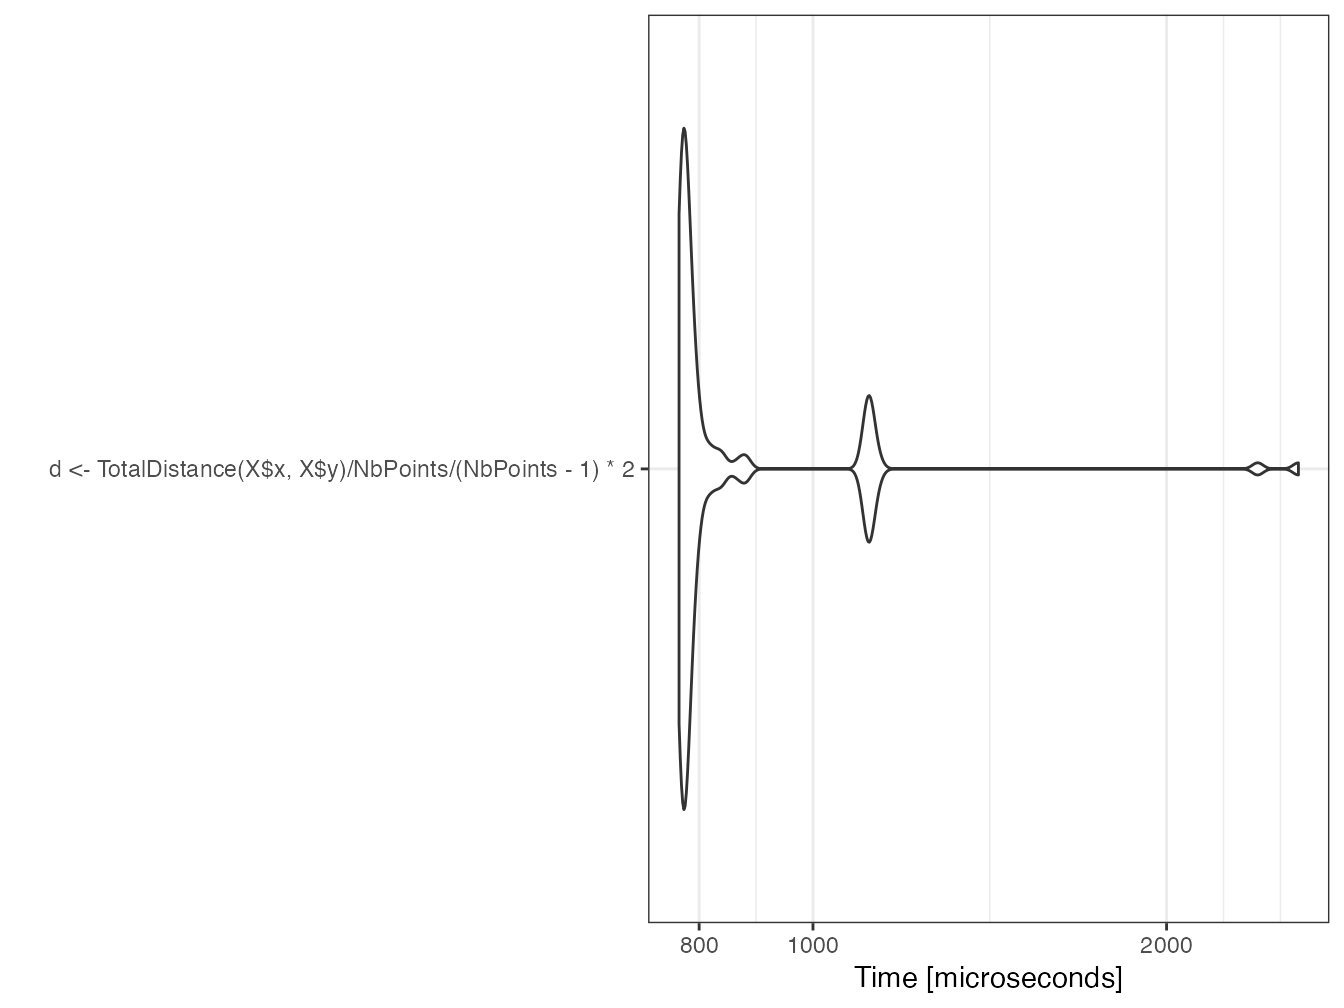 d <- TotalDistance(X$x, X$y)/NbPoints/(NbPoints - 1) * 2
800
1000
2000
Time [microseconds]